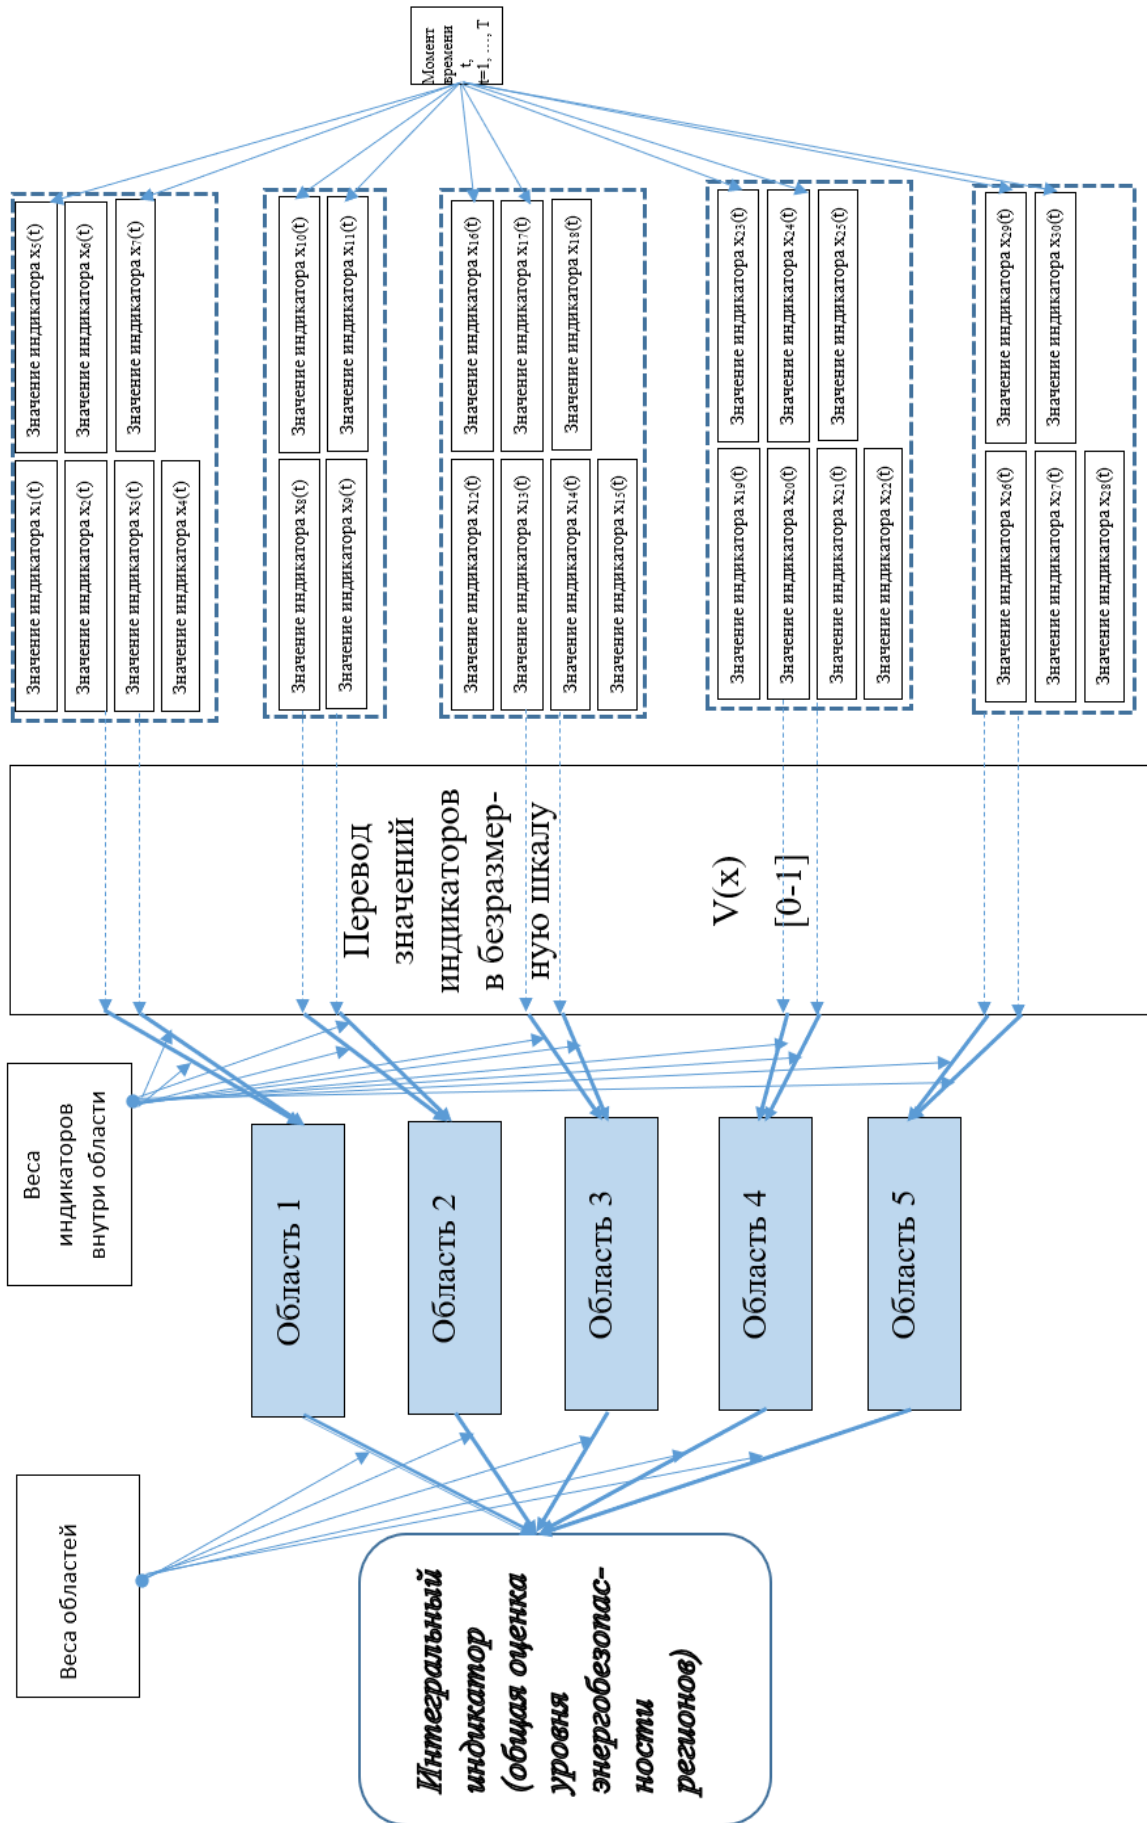 Момент
времени
t,
t=1, …, T
Значение индикатора x5(t)
Значение индикатора x6(t)
Значение индикатора x7(t)
Значение индикатора x10(t)
Значение индикатора x11(t)
Значение индикатора x16(t)
Значение индикатора x17(t)
Значение индикатора x18(t)
Значение индикатора x23(t)
Значение индикатора x24(t)
Значение индикатора x25(t)
Значение индикатора x29(t)
Значение индикатора x30(t)
Значение индикатора x1(t)
Значение индикатора x2(t)
Значение индикатора x3(t)
Значение индикатора x4(t)
Значение индикатора x8(t)
Значение индикатора x9(t)
Значение индикатора x12(t)
Значение индикатора x13(t)
Значение индикатора x14(t)
Значение индикатора x15(t)
Значение индикатора x19(t)
Значение индикатора x20(t)
Значение индикатора x21(t)
Значение индикатора x22(t)
Значение индикатора x26(t)
Значение индикатора x27(t)
Значение индикатора x28(t)
Перевод
значений
индикаторов
в безразмер-
ную шкалу
V(x)
[0-1]
Веса
индикаторов
внутри области
Область 1
Область 2
Область 3
Область 4
Область 5
Веса областей
Интегральный
индикатор
(общая оценка
уровня
энергобезопас-
ности
регионов)